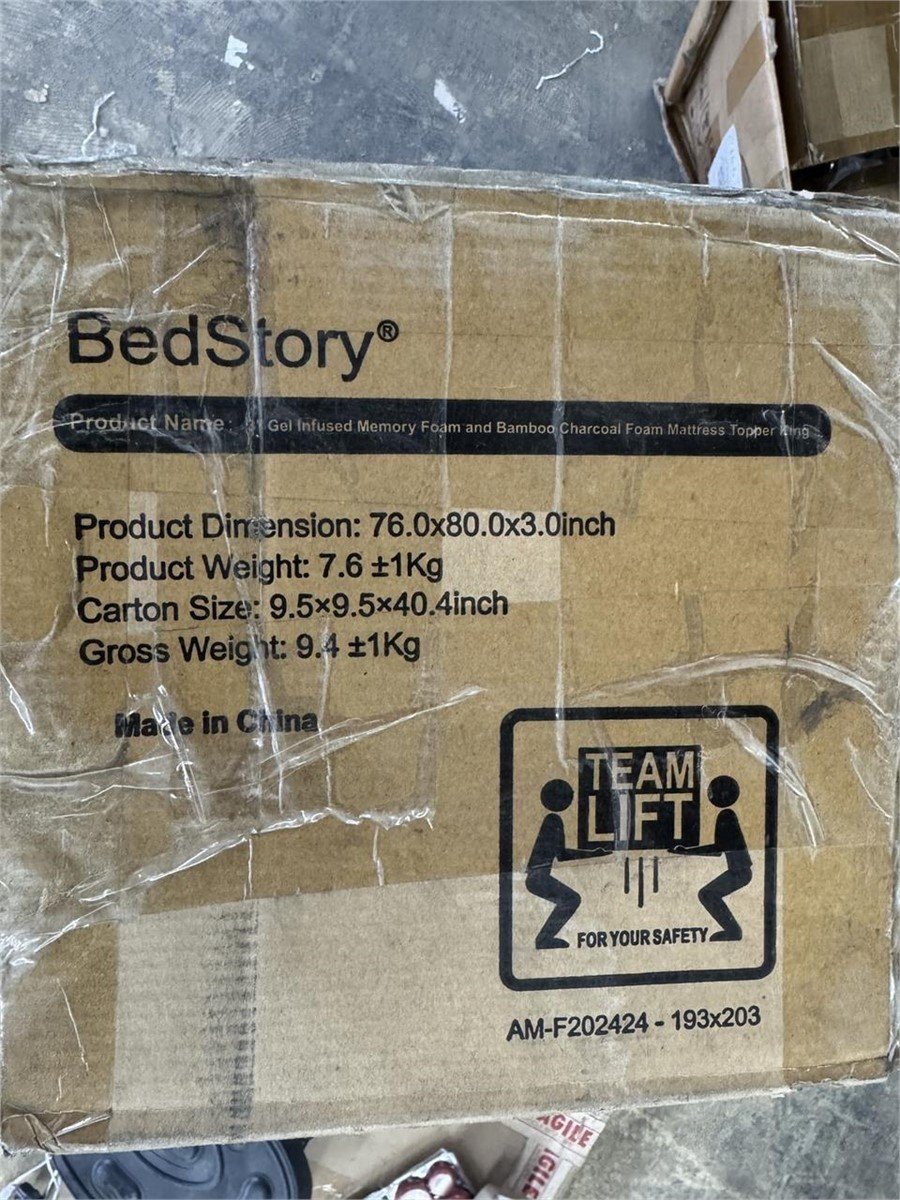 BedStory®
Product Name: Gel Infused Memory Foam and Bamboo Charcoal Foam Mattress Topper King
Product Dimension: 76.0x80.0x3.0inch
Product Weight: 7.6 ±1Kg
Carton Size: 9.5×9.5×40.4inch
Gross Weight: 9.4 ±1Kg
Made in China
TEAM
LIFT
FOR YOUR SAFETY
AM-F202424 - 193x203
AGILE